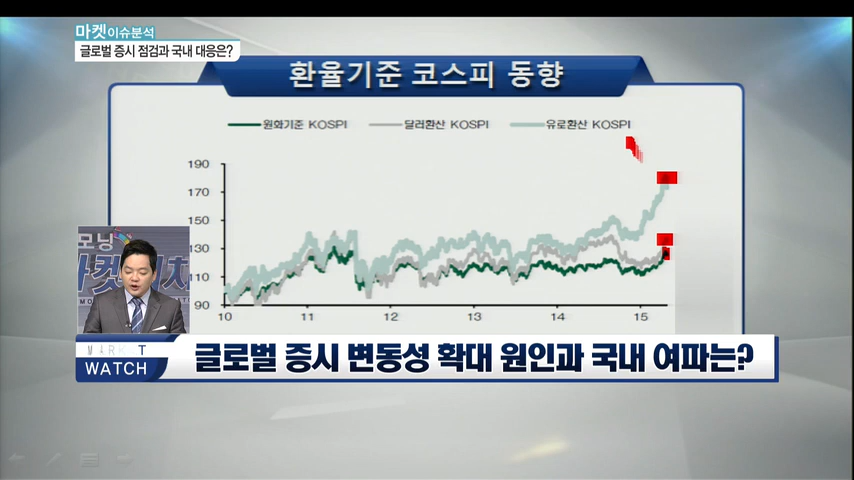 마켓이슈분석
글로벌 증시 점검과 국내 대응은?
환율기준 코스피 동향
원화기준 KOSPI 달러환산 KOSPI 유로환산 KOSPI
190
170
150
130
110
90
10 11 12 13 14 15
모닝
글로벌 증시 변동성 확대 원인과 국내 여파는?
MARKET
WATCH